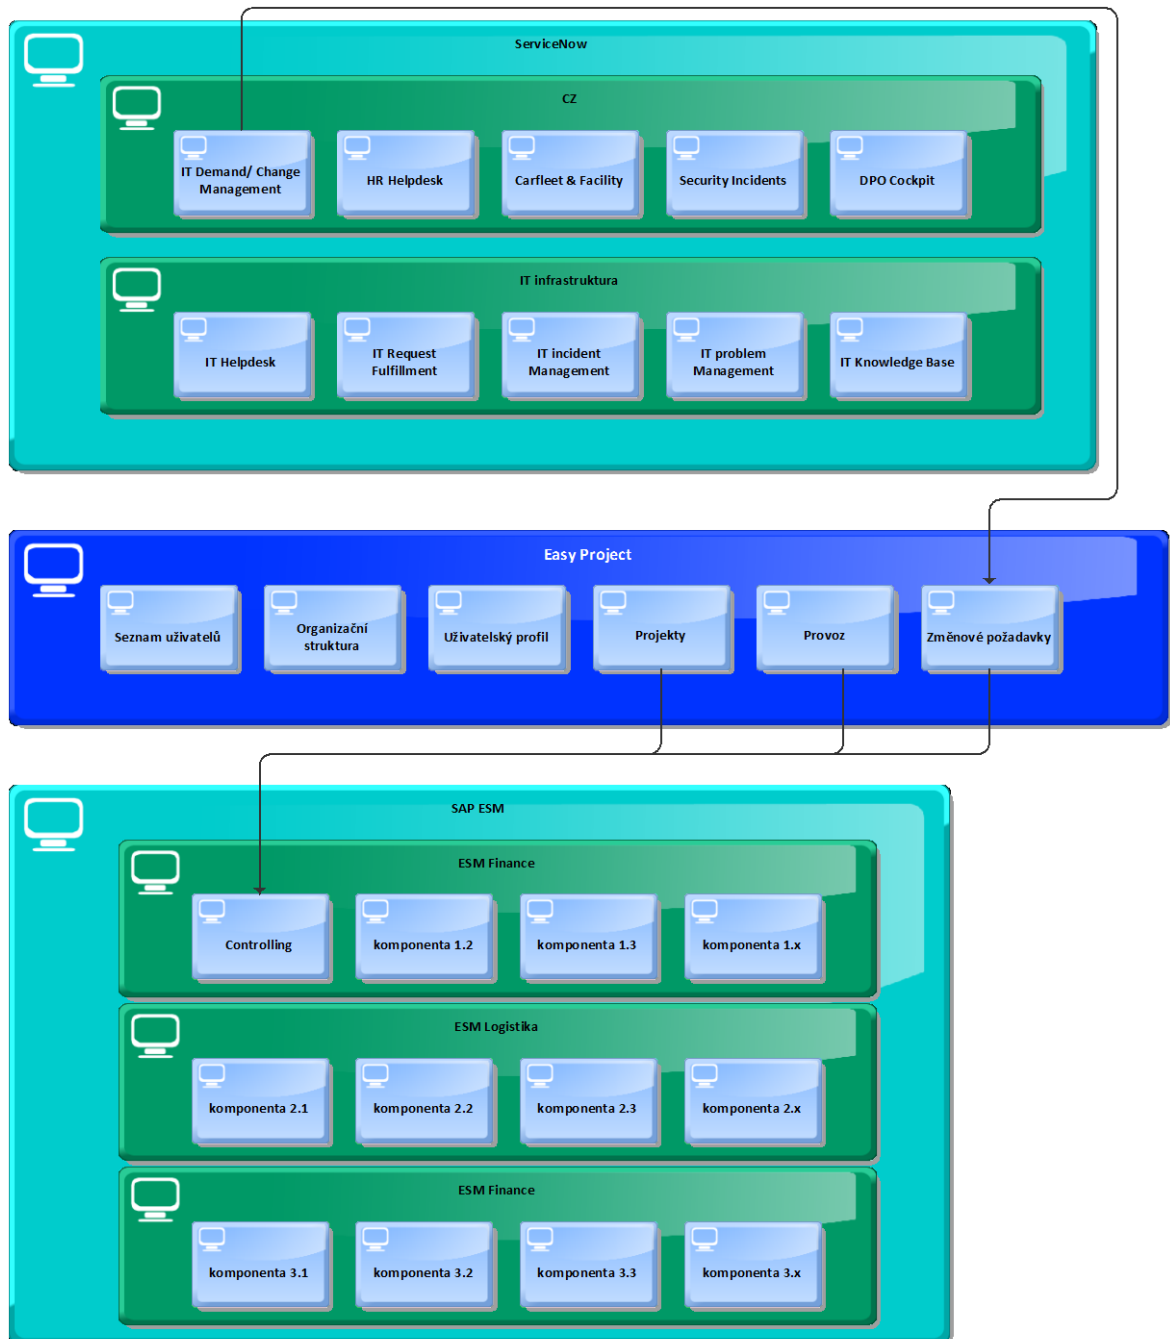 ServiceNow
CZ
IT Demand/ Change
Management
HR Helpdesk
Carfleet & Facility
Security Incidents
DPO Cockpit
IT infrastruktura
IT Helpdesk
IT Request
Fulfillment
IT incident
Management
IT problem
Management
IT Knowledge Base
Easy Project
Seznam uživatelů
Organizační
struktura
Uživatelský profil
Projekty
Provoz
Změnové požadavky
SAP ESM
ESM Finance
Controlling
komponenta 1.2
komponenta 1.3
komponenta 1.x
ESM Logistika
komponenta 2.1
komponenta 2.2
komponenta 2.3
komponenta 2.x
ESM Finance
komponenta 3.1
komponenta 3.2
komponenta 3.3
komponenta 3.x